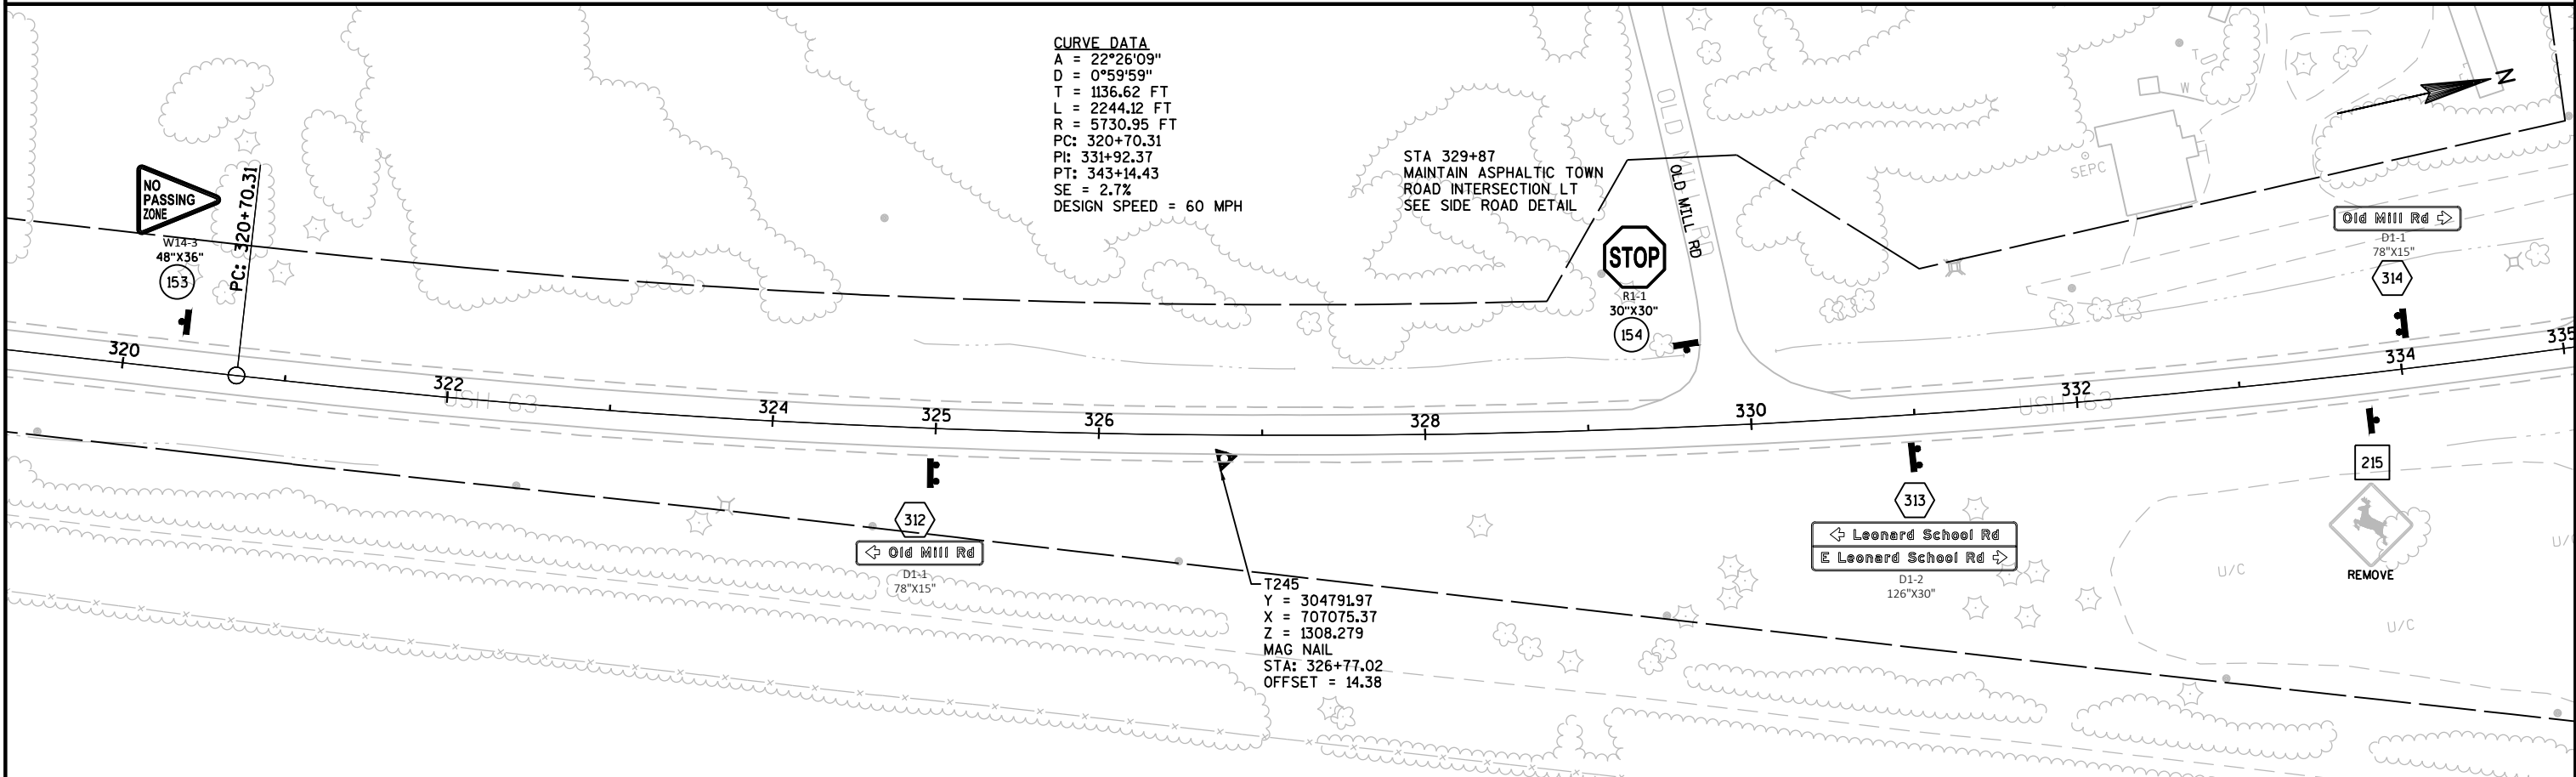 CURVE DATA
A = 22°26'09"
D = 0°59'59"
T = 1136.62 FT
L = 2244.12 FT
R = 5730.95 FT
PC: 320+70.31
PI: 331+92.37
PT: 343+14.43
SE = 2.7%
DESIGN SPEED = 60 MPH
STA 329+87
MAINTAIN ASPHALTIC TOWN
ROAD INTERSECTION LT
SEE SIDE ROAD DETAIL
NO
PASSING
ZONE
W14-3
48"X36"
153
PC: 320+70.31
OLD MILL RD
OLD MILL RD
STOP
R1-1
30"X30"
154
T
W
SEPC
N
Old Mill Rd
D1-1
78"X15"
314
320
322
324
325
326
328
330
332
334
335
USH 63
USH 63
312
Old Mill Rd
D1-1
78"X15"
T245
Y = 304791.97
X = 707075.37
Z = 1308.279
MAG NAIL
STA: 326+77.02
OFFSET = 14.38
313
Leonard School Rd
E Leonard School Rd
D1-2
126"X30"
215
REMOVE
U/C
U/C